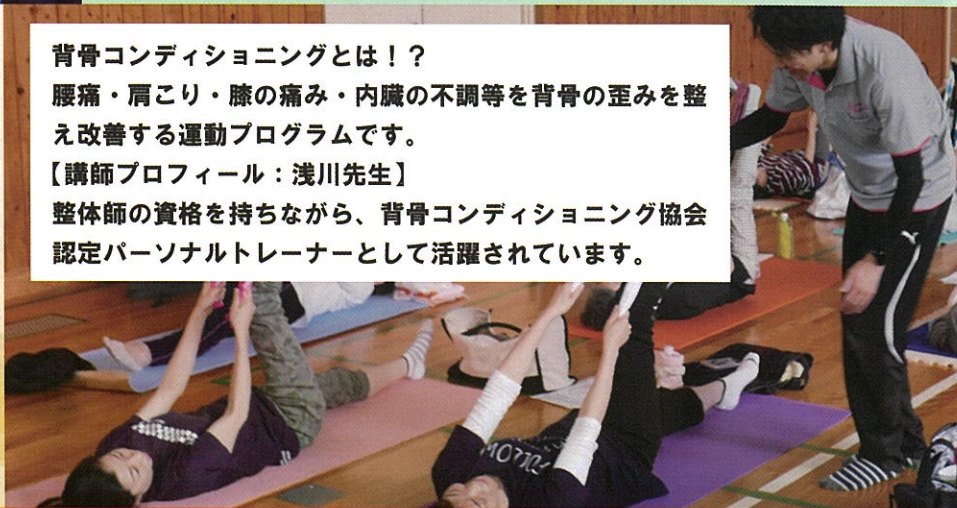 背骨コンディショニングとは！？
腰痛・肩こり・膝の痛み・内臓の不調等を背骨の歪みを整
え改善する運動プログラムです。
【講師プロフィール：浅川先生】
整体師の資格を持ちながら、背骨コンディショニング協会
認定パーソナルトレーナーとして活躍されています。
FOLLOW